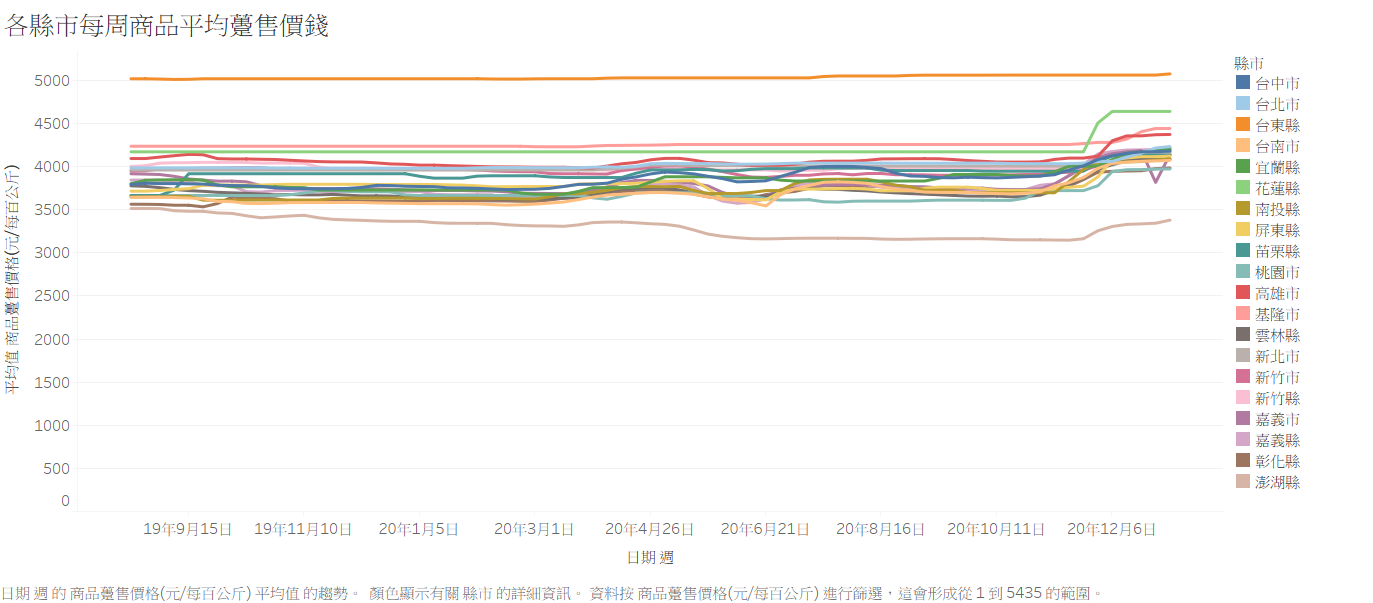 各縣市每周商品平均躉售價錢
平均值 商品躉售價格(元/每百公斤)
5000
4500
4000
3500
3000
2500
2000
1500
1000
500
0
19年9月15日 19年11月10日 20年1月5日 20年3月1日 20年4月26日 20年6月21日 20年8月16日 20年10月11日 20年12月6日
日期 週
縣市
台中市
台北市
台東縣
台南市
宜蘭縣
花蓮縣
南投縣
屏東縣
苗栗縣
桃園市
高雄市
基隆市
雲林縣
新北市
新竹市
新竹縣
嘉義市
嘉義縣
彰化縣
澎湖縣
日期 週 的 商品躉售價格(元/每百公斤) 平均值 的趨勢。 顏色顯示有關 縣市 的詳細資訊。 資料按 商品躉售價格(元/每百公斤) 進行篩選，這會形成從 1 到 5435 的範圍。